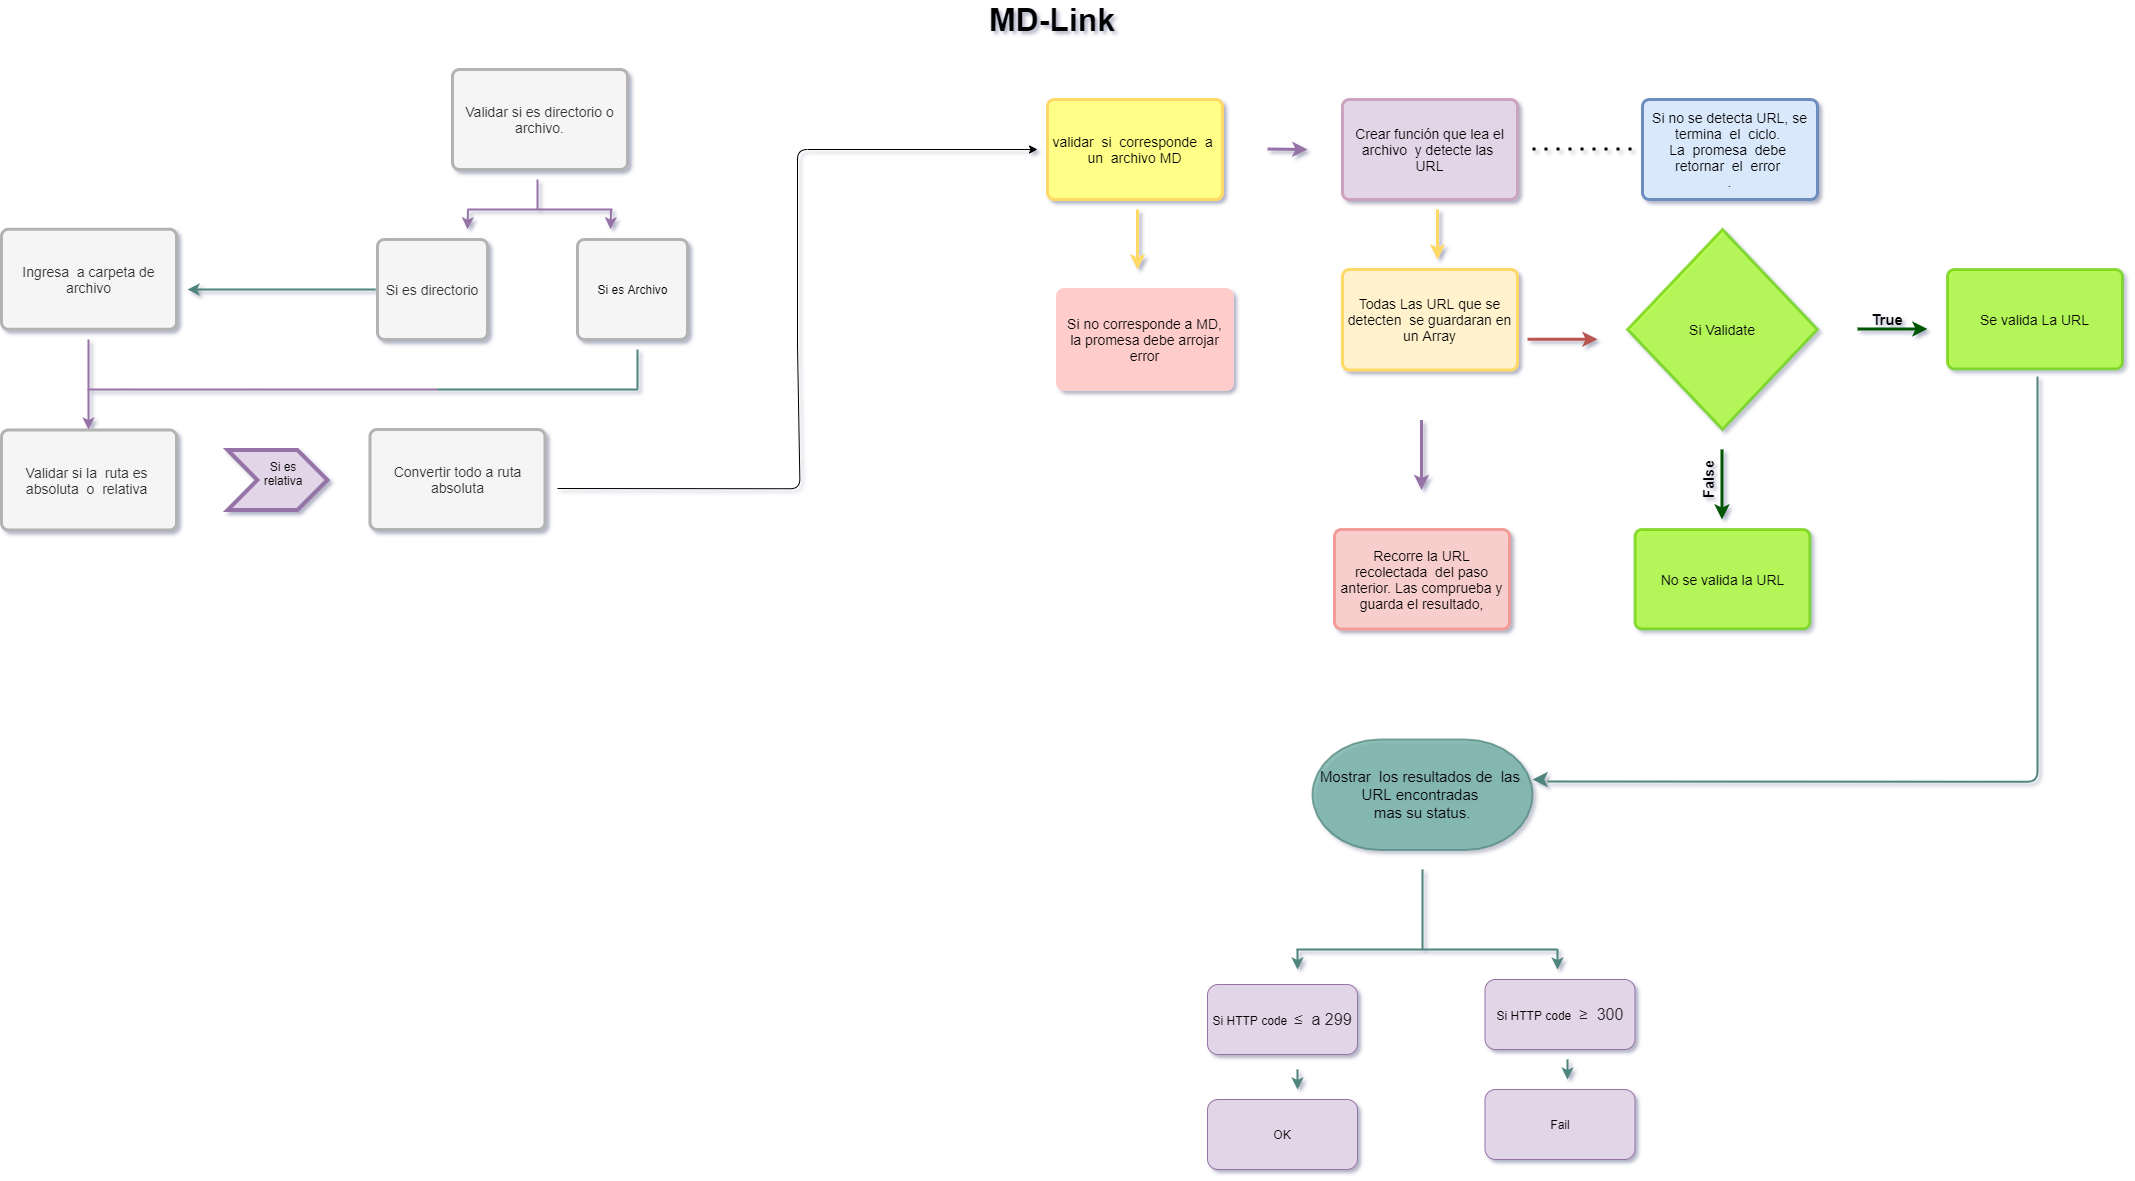 MD-Link
Validar si es directorio o
archivo.
Si es directorio
Si es Archivo
Ingresa a carpeta de
archivo
Validar si la ruta es
absoluta o relativa
Si es
relativa
Convertir todo a ruta
absoluta
validar si corresponde a
un archivo MD
Si no corresponde a MD,
la promesa debe arrojar
error
Crear función que lea el
archivo y detecte las
URL
Si no se detecta URL, se
termina el ciclo.
La promesa debe
retornar el error
.
Todas Las URL que se
detecten se guardaran en
un Array
Si Validate
True
Se valida La URL
False
No se valida la URL
Recorre la URL
recolectada del paso
anterior. Las comprueba y
guarda el resultado,
Mostrar los resultados de las
URL encontradas
mas su status.
Si HTTP code ≤ a 299
Si HTTP code ≥ 300
OK
Fail